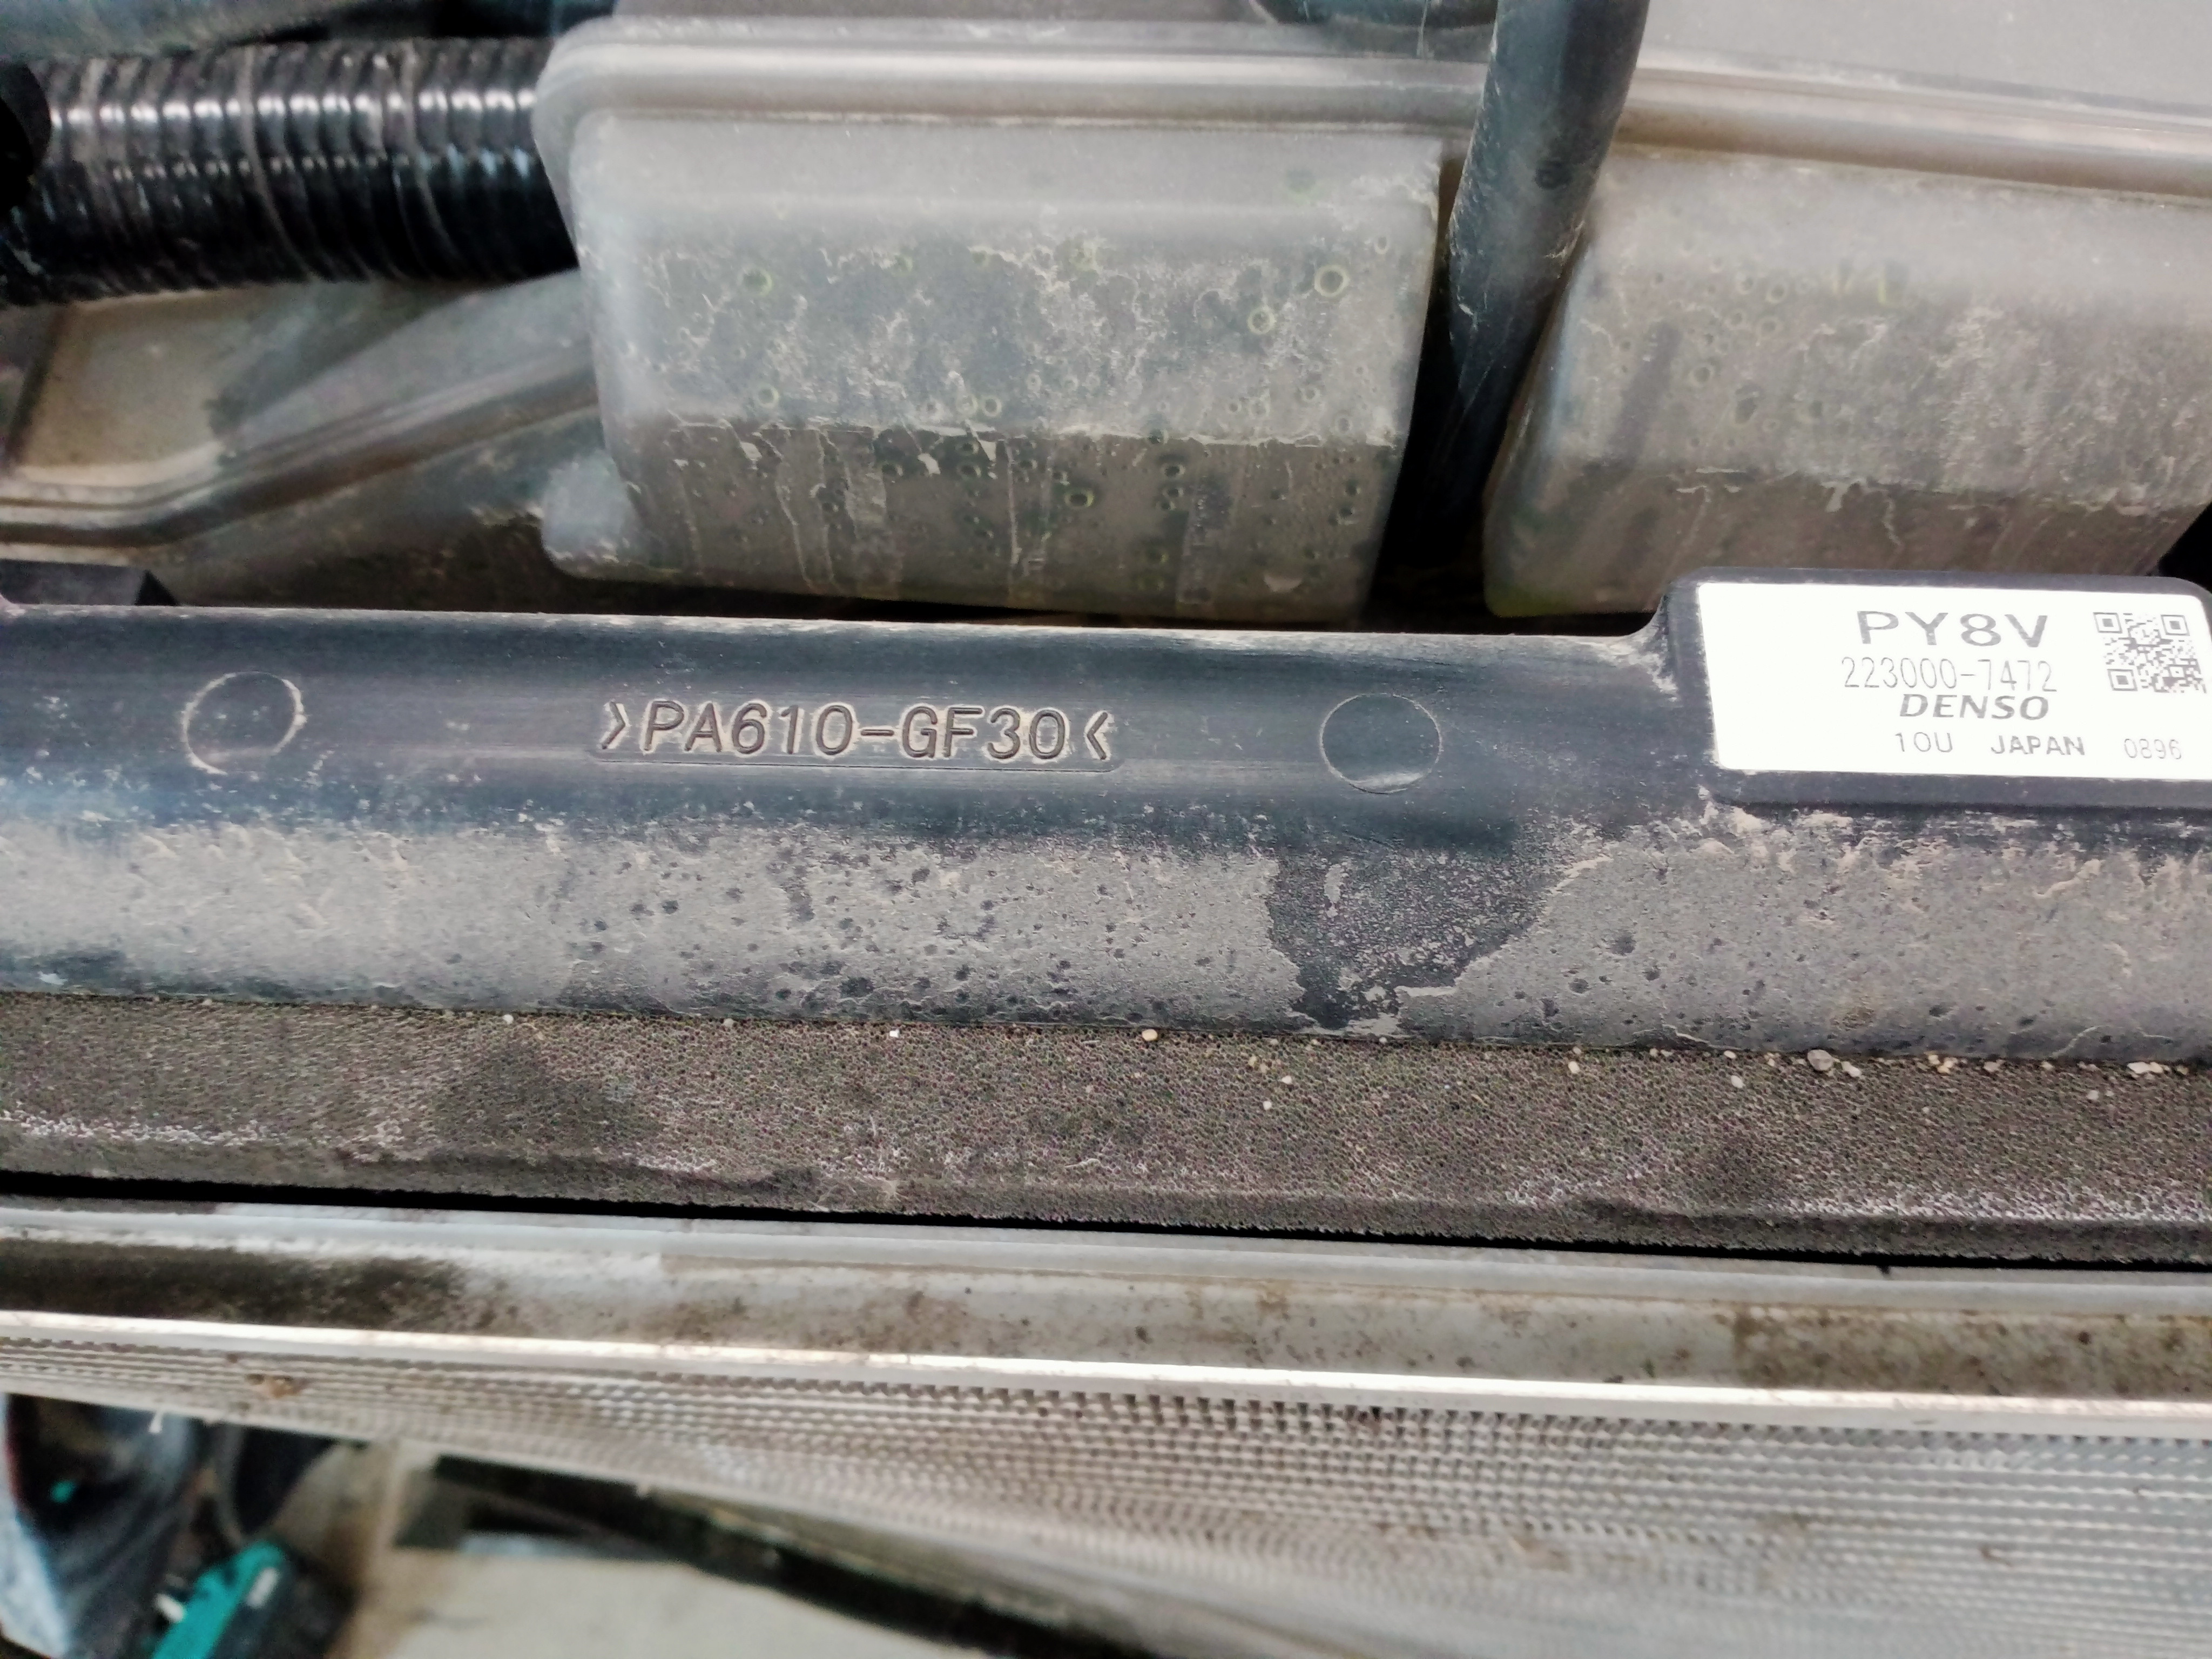 >PA610-GF30<
PY8V
223000-7472
DENSO
10U JAPAN 0896